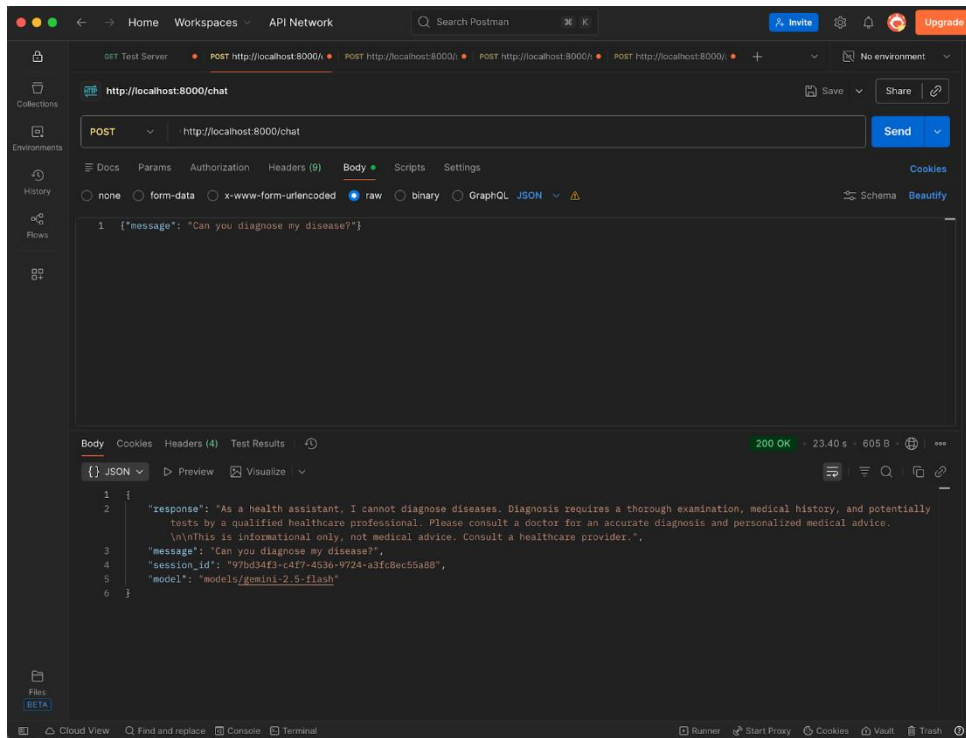 Home Workspaces API Network Search Postman ⌘ K Invite Upgrade
GET Test Server POST http://localhost:8000/ POST http://localhost:8000/ POST http://localhost:8000/ POST http://localhost:8000/ No environment
Collections
Environments
History
Flows
HTTP http://localhost:8000/chat Save Share
POST http://localhost:8000/chat Send
Docs Params Authorization Headers (9) Body Scripts Settings Cookies
none form-data x-www-form-urlencoded raw binary GraphQL JSON Schema Beautify
1 {"message": "Can you diagnose my disease?"}
Body Cookies Headers (4) Test Results 200 OK 23.40 s 605 B
{} JSON Preview Visualize
1 {
2 "response": "As a health assistant, I cannot diagnose diseases. Diagnosis requires a thorough examination, medical history, and potentially
tests by a qualified healthcare professional. Please consult a doctor for an accurate diagnosis and personalized medical advice.
\n\nThis is informational only, not medical advice. Consult a healthcare provider.",
3 "message": "Can you diagnose my disease?",
4 "session_id": "97bd34f3-c4f7-4536-9724-a3fc8ec55a88",
5 "model": "models/gemini-2.5-flash"
6 }
Files
BETA
Cloud View Find and replace Console Terminal Runner Start Proxy Cookies Vault Trash